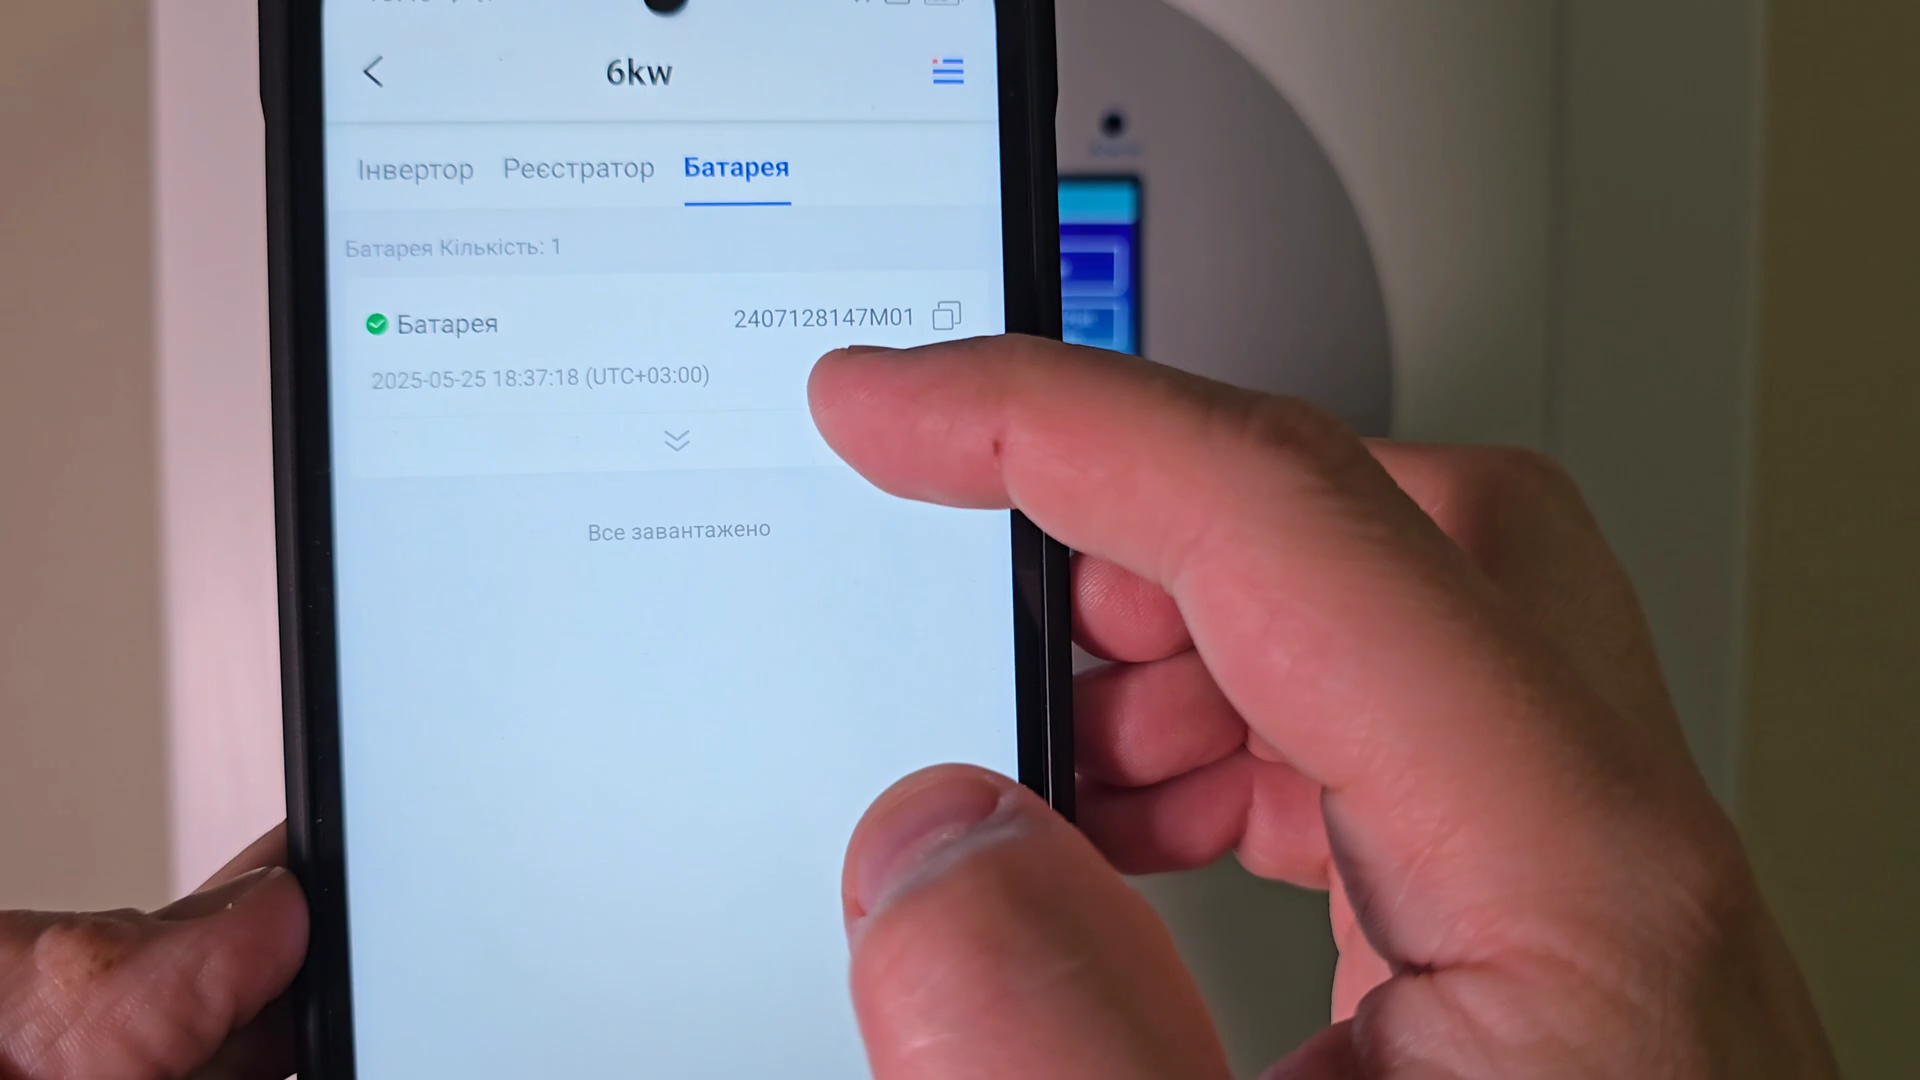 6kw
Інвертор Реєстратор Батарея
Батарея Кількість: 1
Батарея 2407128147M01
2025-05-25 18:37:18 (UTC+03:00)
Все завантажено